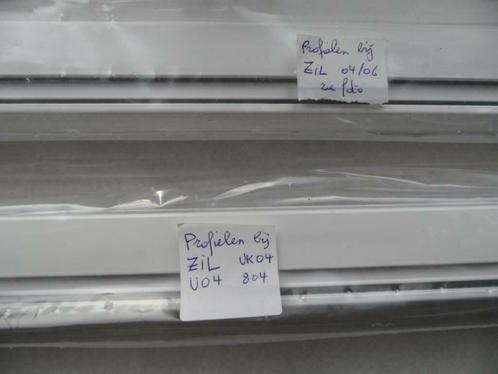 Profielen bij
ZIL 04/06
zie foto
Profielen bij
ZIL UK04
U04 804